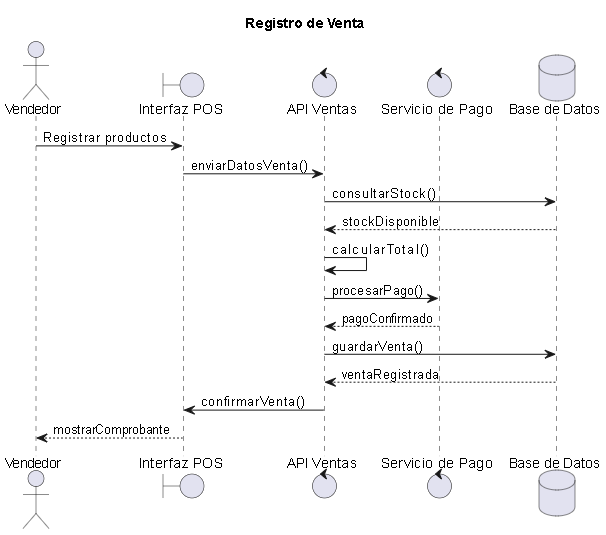 Registro de Venta
Vendedor Interfaz POS API Ventas Servicio de Pago Base de Datos
Registrar productos
enviarDatosVenta()
consultarStock()
stockDisponible
calcularTotal()
procesarPago()
pagoConfirmado
guardarVenta()
ventaRegistrada
confirmarVenta()
mostrarComprobante
Vendedor Interfaz POS API Ventas Servicio de Pago Base de Datos